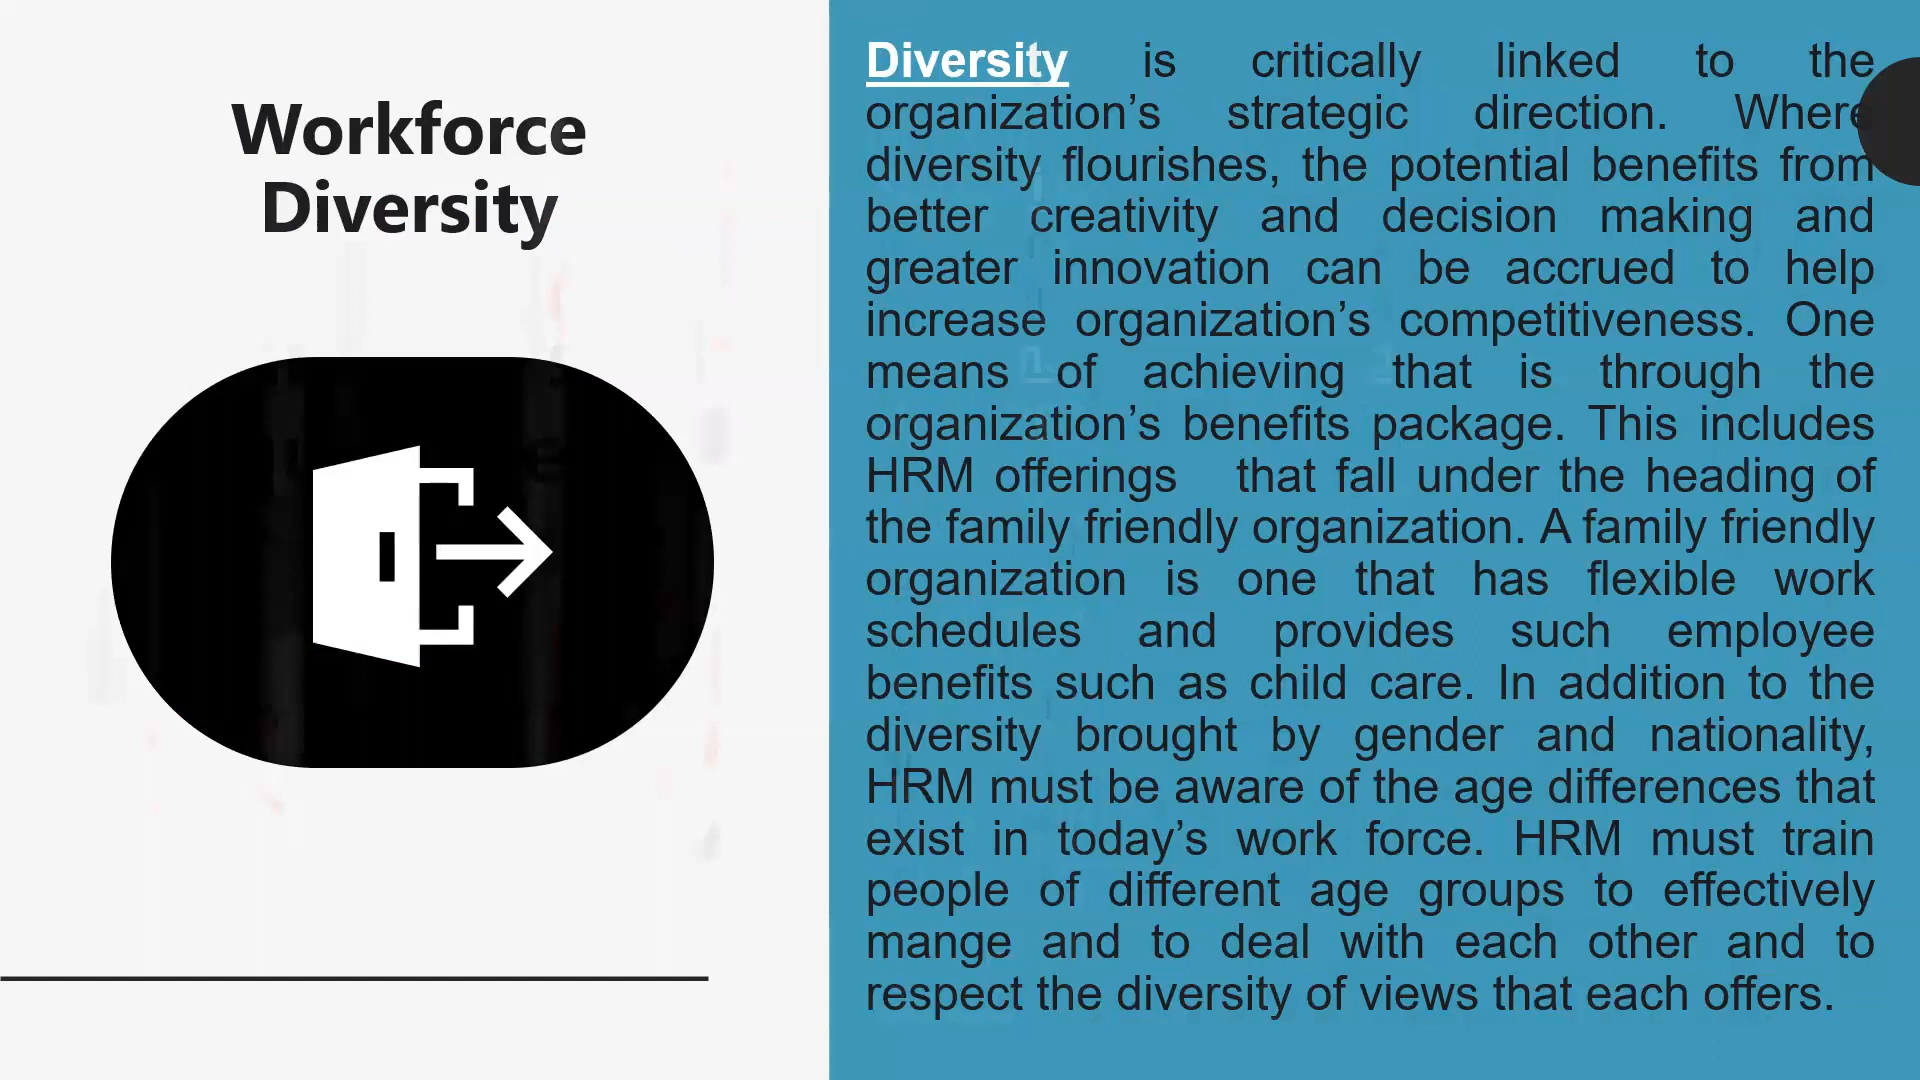 Workforce
Diversity
Diversity is critically linked to the
organization’s strategic direction. Where
diversity flourishes, the potential benefits from
better creativity and decision making and
greater innovation can be accrued to help
increase organization’s competitiveness. One
means of achieving that is through the
organization’s benefits package. This includes
HRM offerings that fall under the heading of
the family friendly organization. A family friendly
organization is one that has flexible work
schedules and provides such employee
benefits such as child care. In addition to the
diversity brought by gender and nationality,
HRM must be aware of the age differences that
exist in today’s work force. HRM must train
people of different age groups to effectively
mange and to deal with each other and to
respect the diversity of views that each offers.